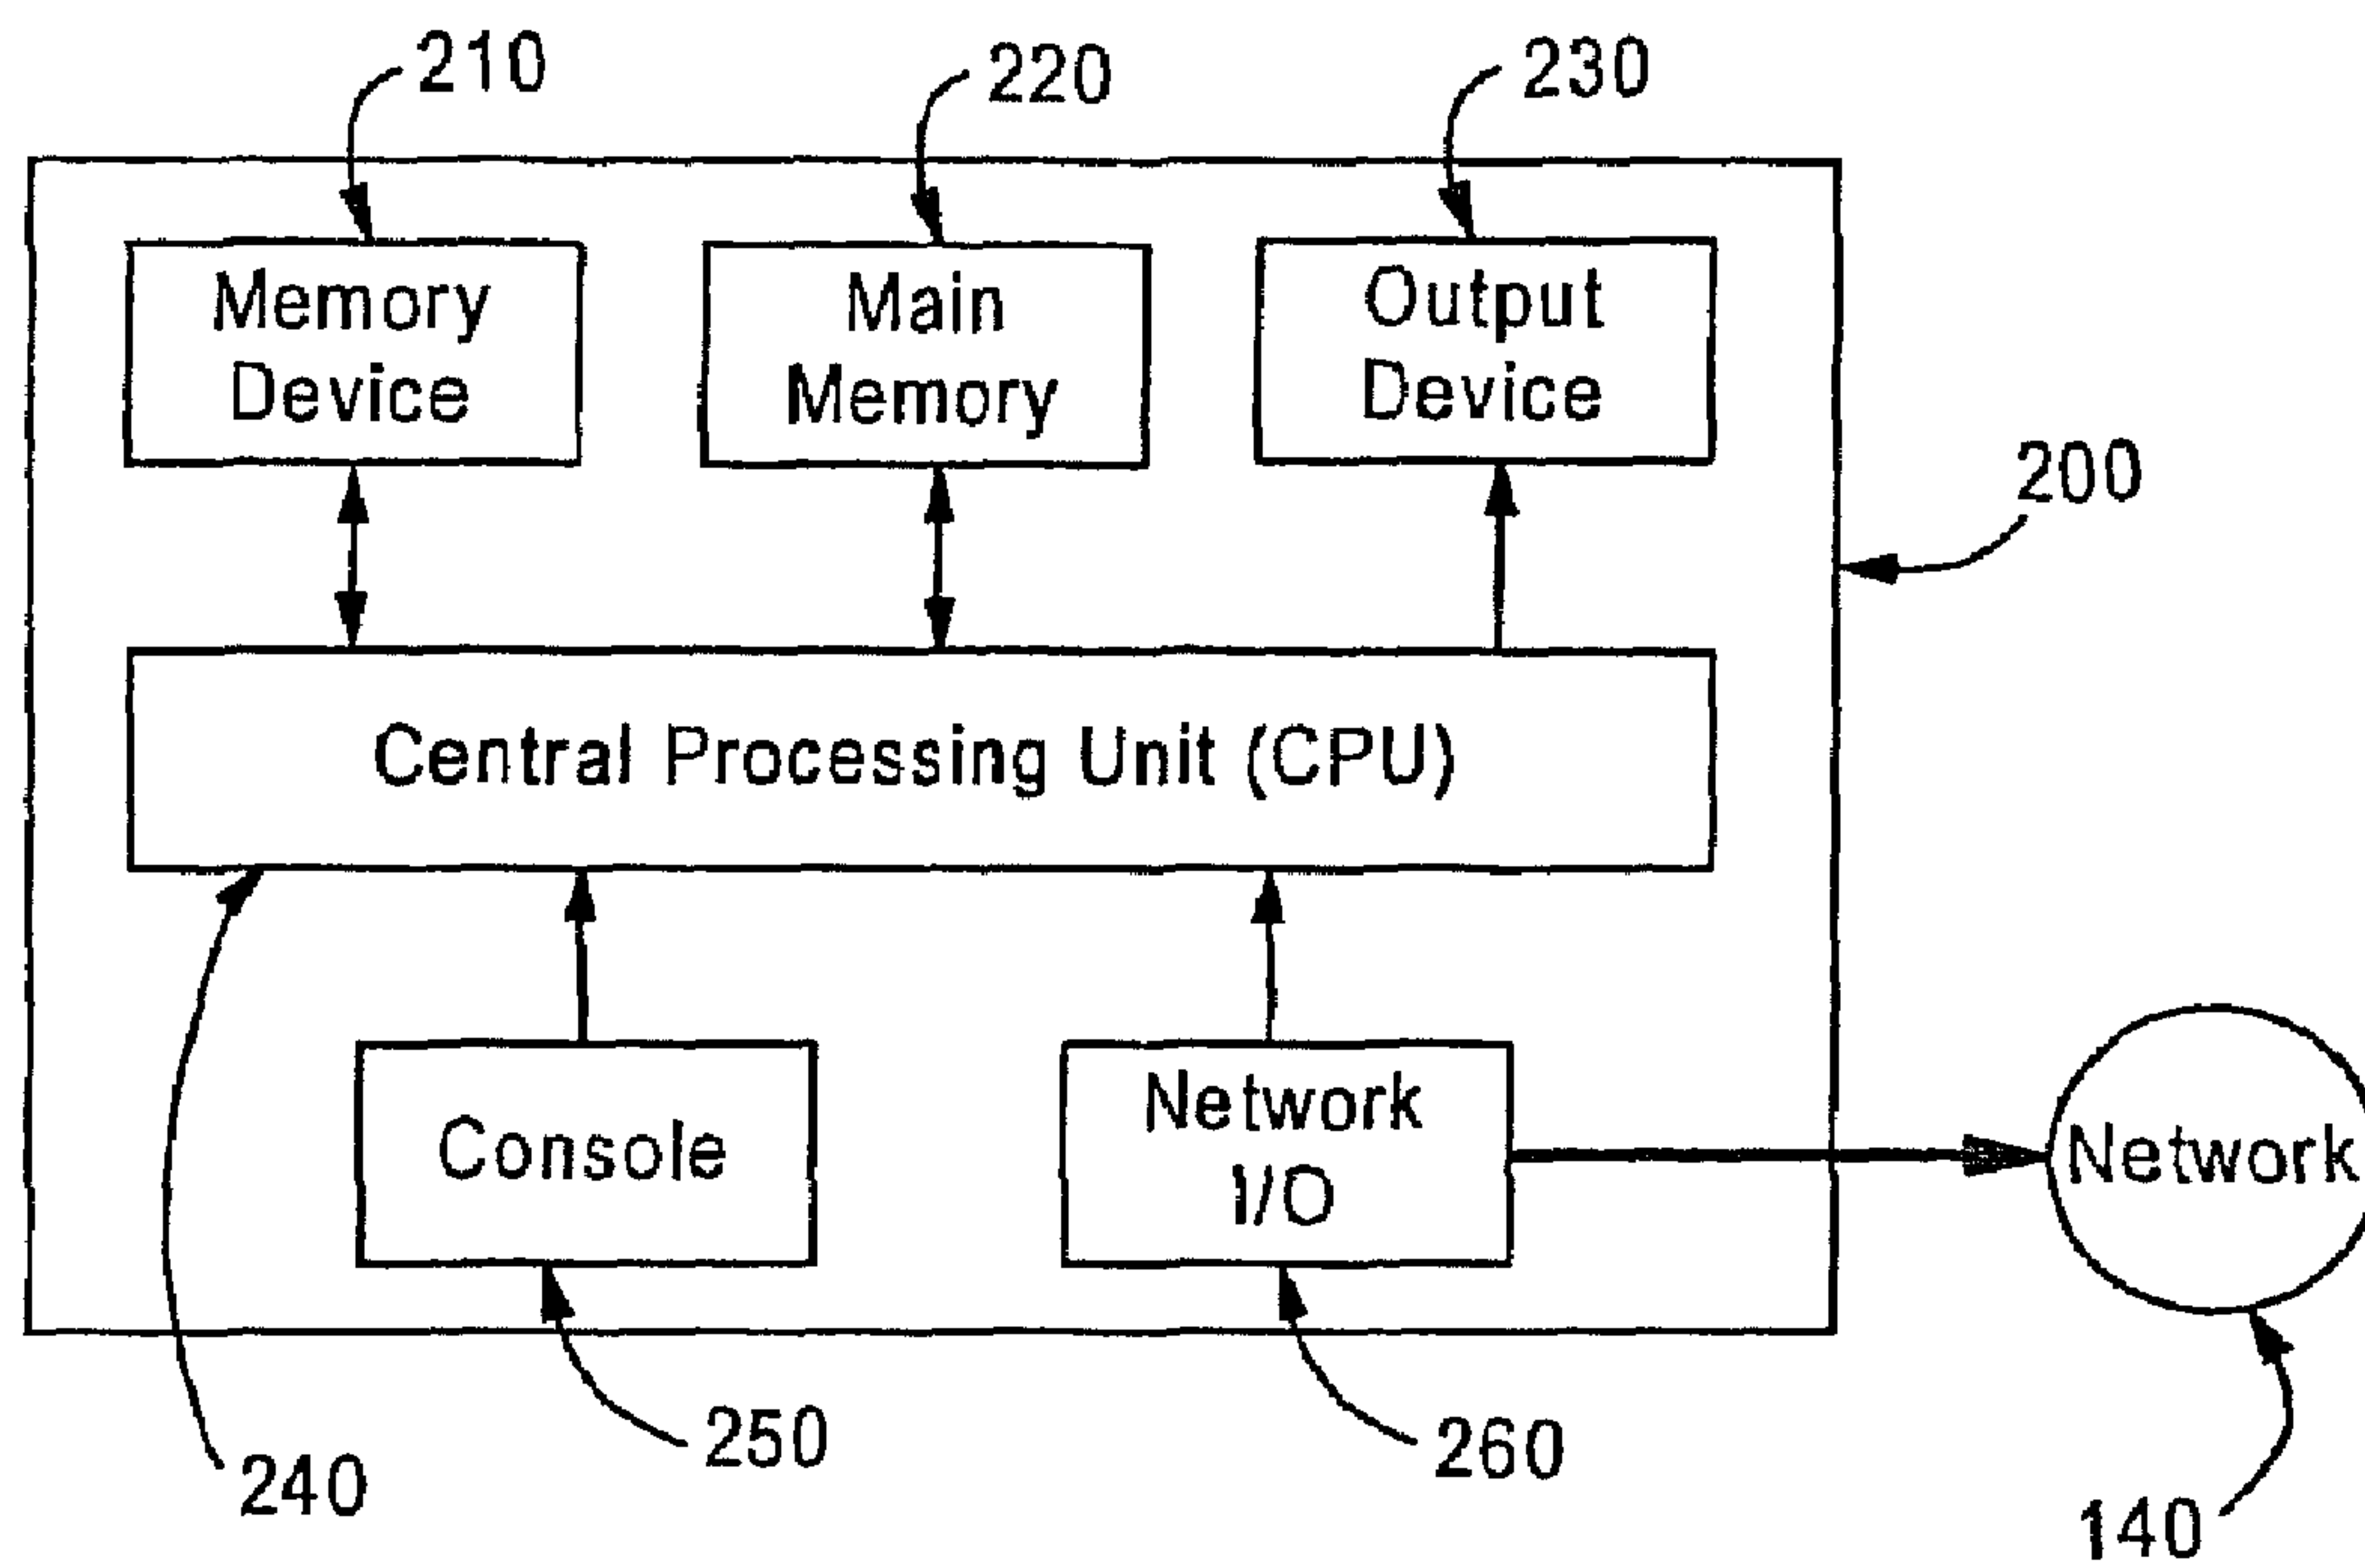 210
220
230
Memory
Device
Main
Memory
Output
Device
200
Central Processing Unit (CPU)
Console
Network
I/O
Network
240
250
260
140